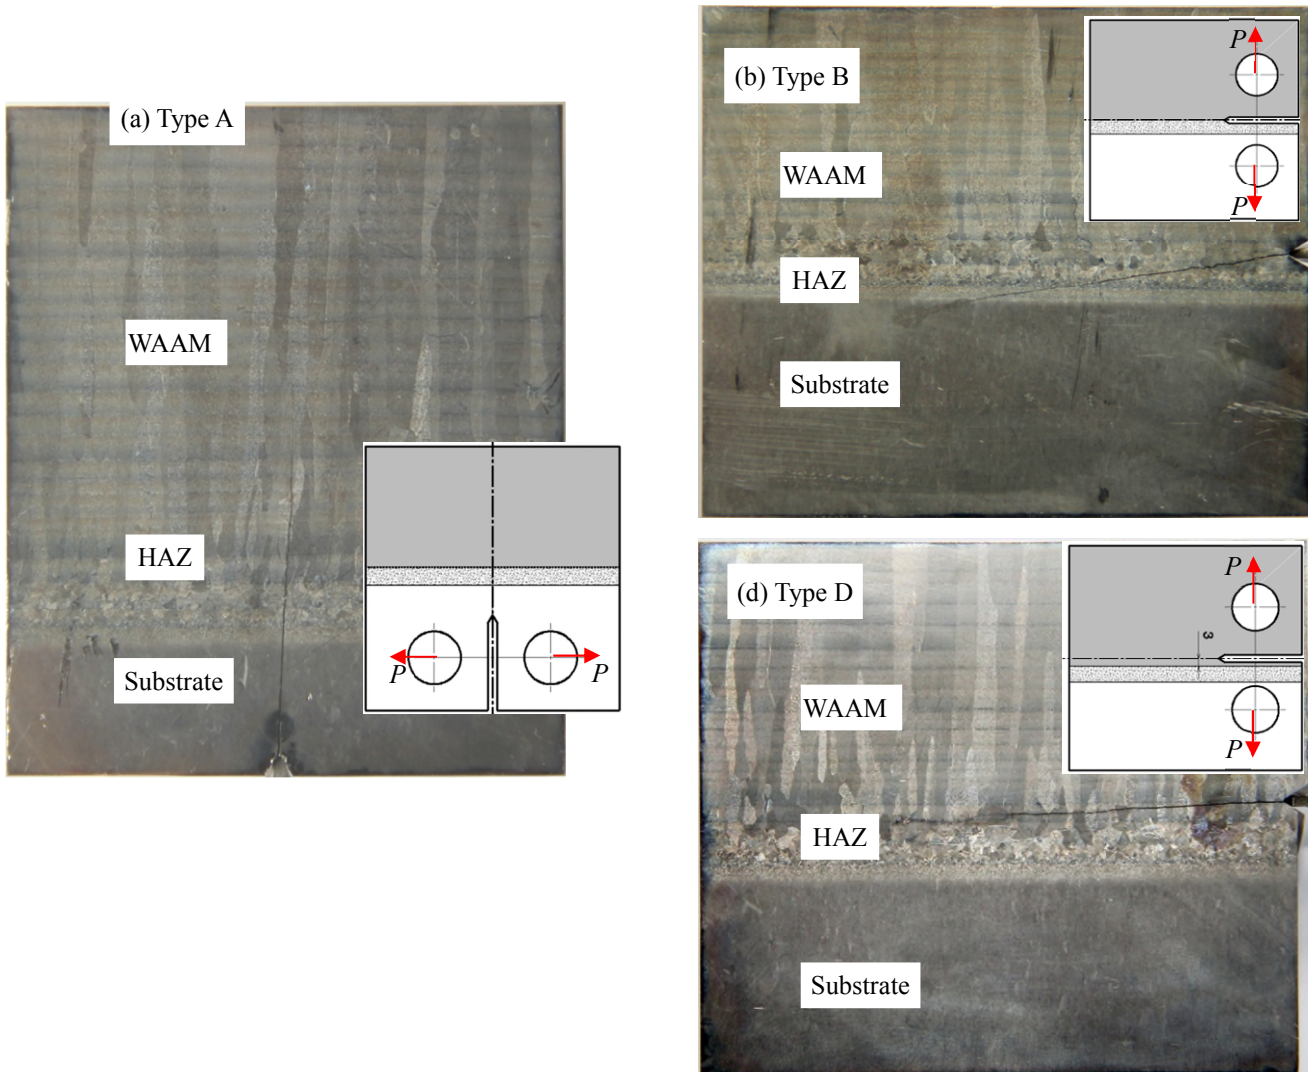 (a) Type A
WAAM
HAZ
Substrate
P
P
(b) Type B
WAAM
HAZ
Substrate
P
P
(d) Type D
WAAM
HAZ
Substrate
P
3
P